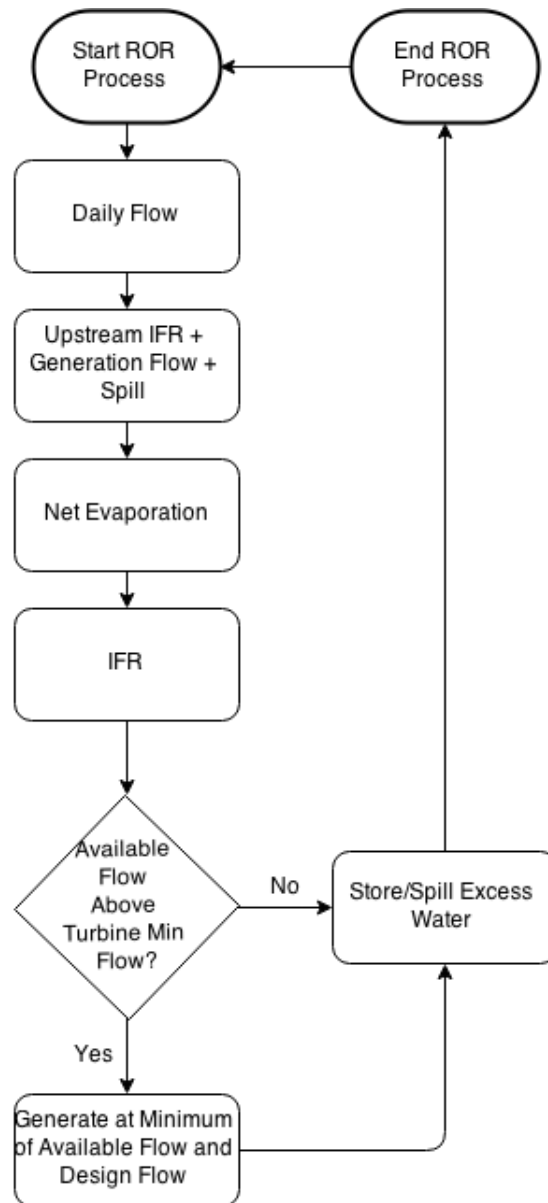 Start ROR
Process
End ROR
Process
Daily Flow
Upstream IFR +
Generation Flow +
Spill
Net Evaporation
IFR
Available
Flow
Above
Turbine Min
Flow?
No
Store/Spill Excess
Water
Yes
Generate at Minimum
of Available Flow and
Design Flow